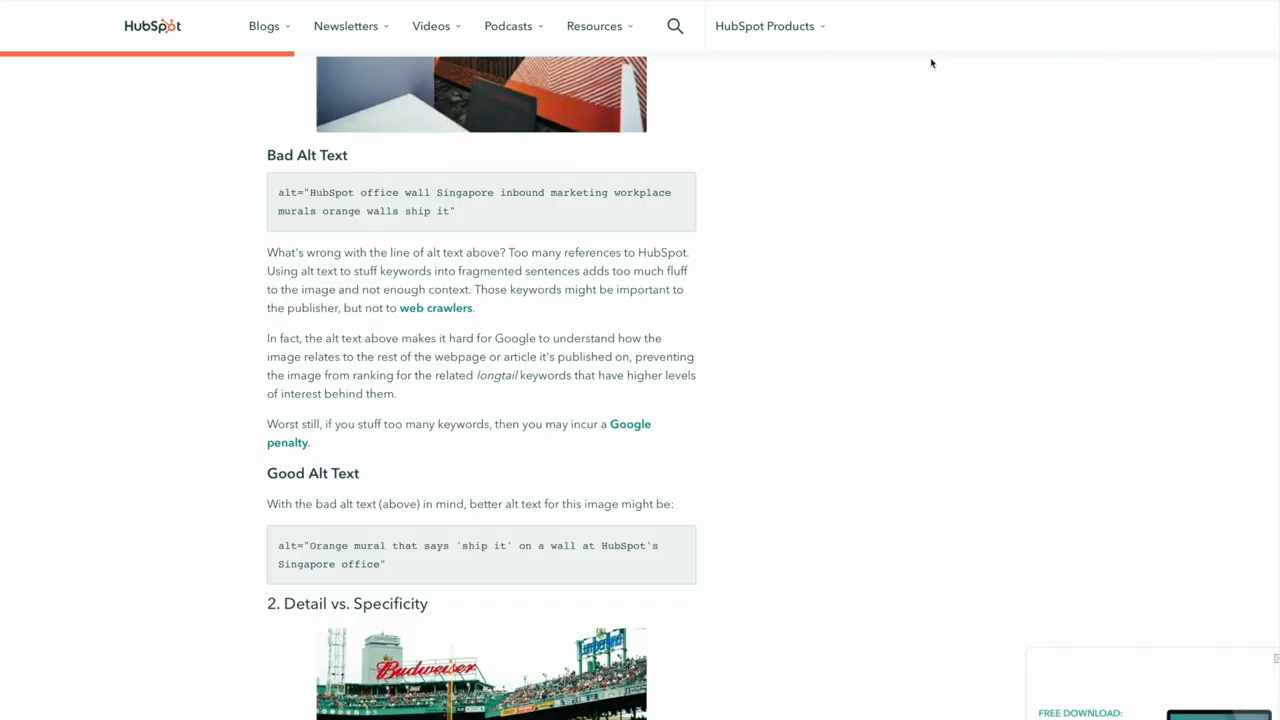 HubSpot Blogs Newsletters Videos Podcasts Resources HubSpot Products
Bad Alt Text
alt="HubSpot office wall Singapore inbound marketing workplace
murals orange walls ship it"
What's wrong with the line of alt text above? Too many references to HubSpot.
Using alt text to stuff keywords into fragmented sentences adds too much fluff
to the image and not enough context. Those keywords might be important to
the publisher, but not to web crawlers.
In fact, the alt text above makes it hard for Google to understand how the
image relates to the rest of the webpage or article it's published on, preventing
the image from ranking for the related longtail keywords that have higher levels
of interest behind them.
Worst still, if you stuff too many keywords, then you may incur a Google
penalty.
Good Alt Text
With the bad alt text (above) in mind, better alt text for this image might be:
alt="Orange mural that says 'ship it' on a wall at HubSpot's
Singapore office"
2. Detail vs. Specificity
Budweiser
FREE DOWNLOAD: